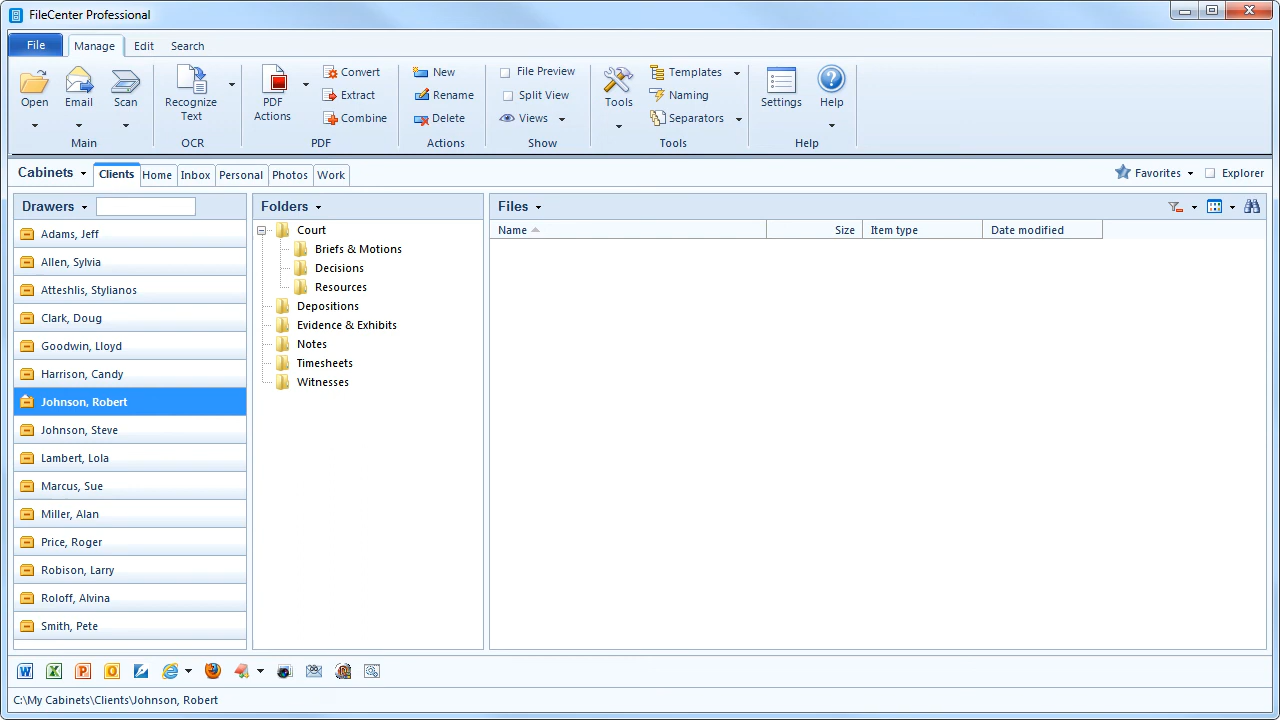 FileCenter Professional
File
Manage
Edit
Search
Open
Email
Scan
Main
Recognize
Text
OCR
PDF
Actions
Convert
Extract
Combine
PDF
New
Rename
Delete
Actions
File Preview
Split View
Views
Show
Tools
Templates
Naming
Separators
Tools
Settings
Help
Help
Cabinets
Clients
Home
Inbox
Personal
Photos
Work
Favorites
Explorer
Drawers
Adams, Jeff
Allen, Sylvia
Atteshlis, Stylianos
Clark, Doug
Goodwin, Lloyd
Harrison, Candy
Johnson, Robert
Johnson, Steve
Lambert, Lola
Marcus, Sue
Miller, Alan
Price, Roger
Robison, Larry
Roloff, Alvina
Smith, Pete
Folders
Court
Briefs & Motions
Decisions
Resources
Depositions
Evidence & Exhibits
Notes
Timesheets
Witnesses
Files
Name
Size
Item type
Date modified
C:\My Cabinets\Clients\Johnson, Robert